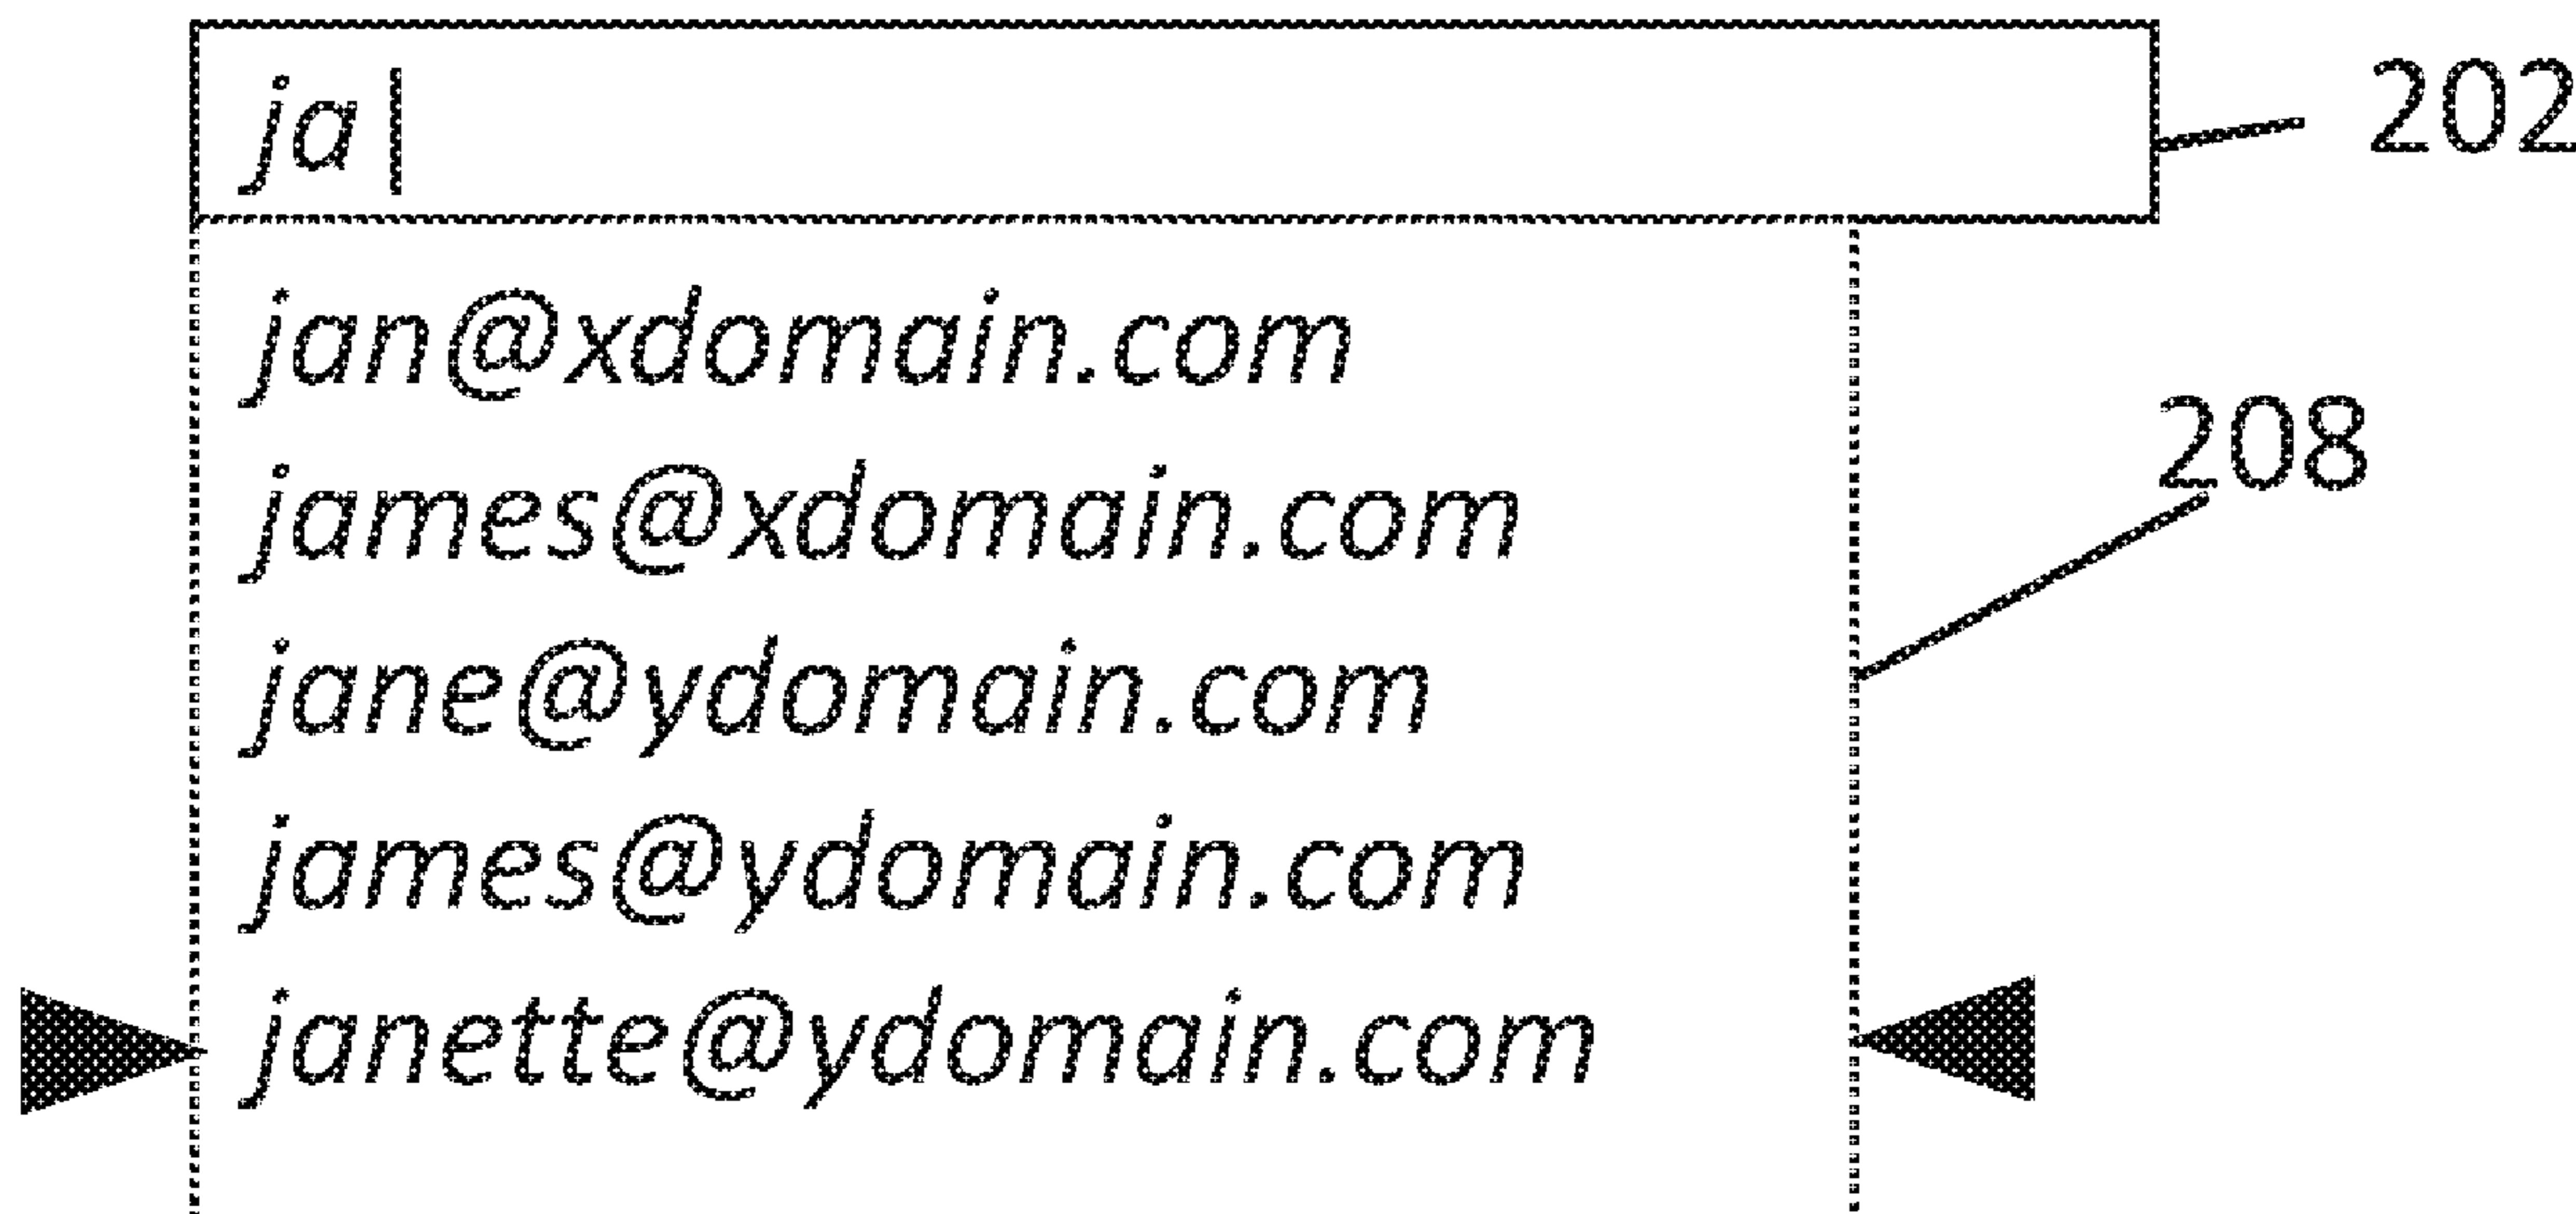 ja|
202
jan@xdomain.com
james@xdomain.com
208
jane@ydomain.com
james@ydomain.com
janette@ydomain.com